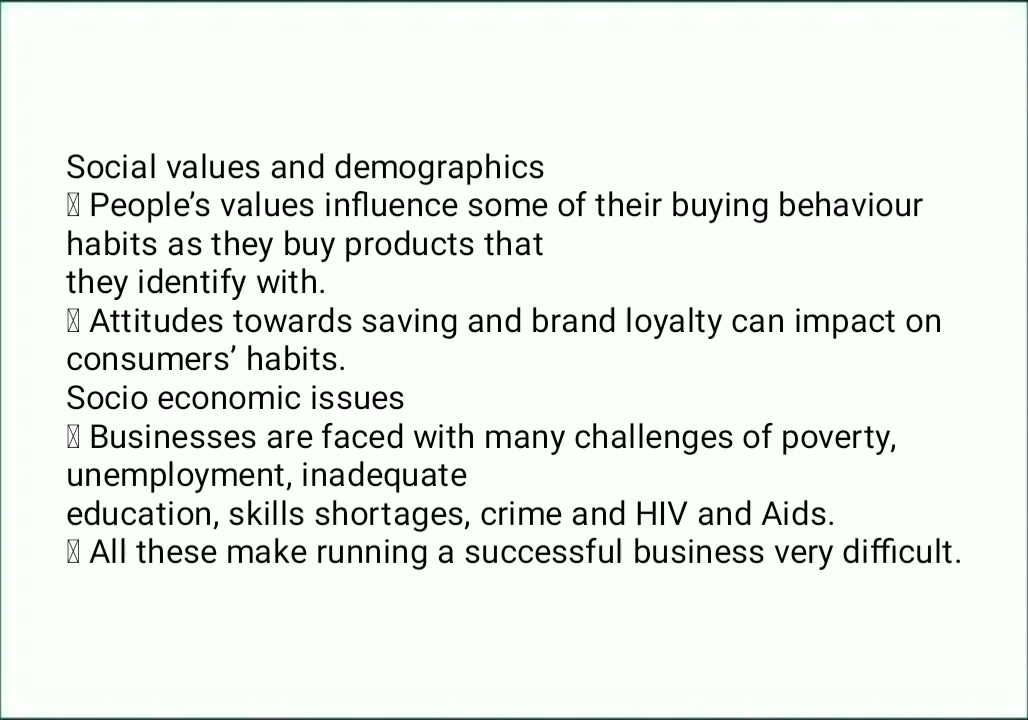 Social values and demographics
 People’s values influence some of their buying behaviour
habits as they buy products that
they identify with.
 Attitudes towards saving and brand loyalty can impact on
consumers’ habits.
Socio economic issues
 Businesses are faced with many challenges of poverty,
unemployment, inadequate
education, skills shortages, crime and HIV and Aids.
 All these make running a successful business very difficult.